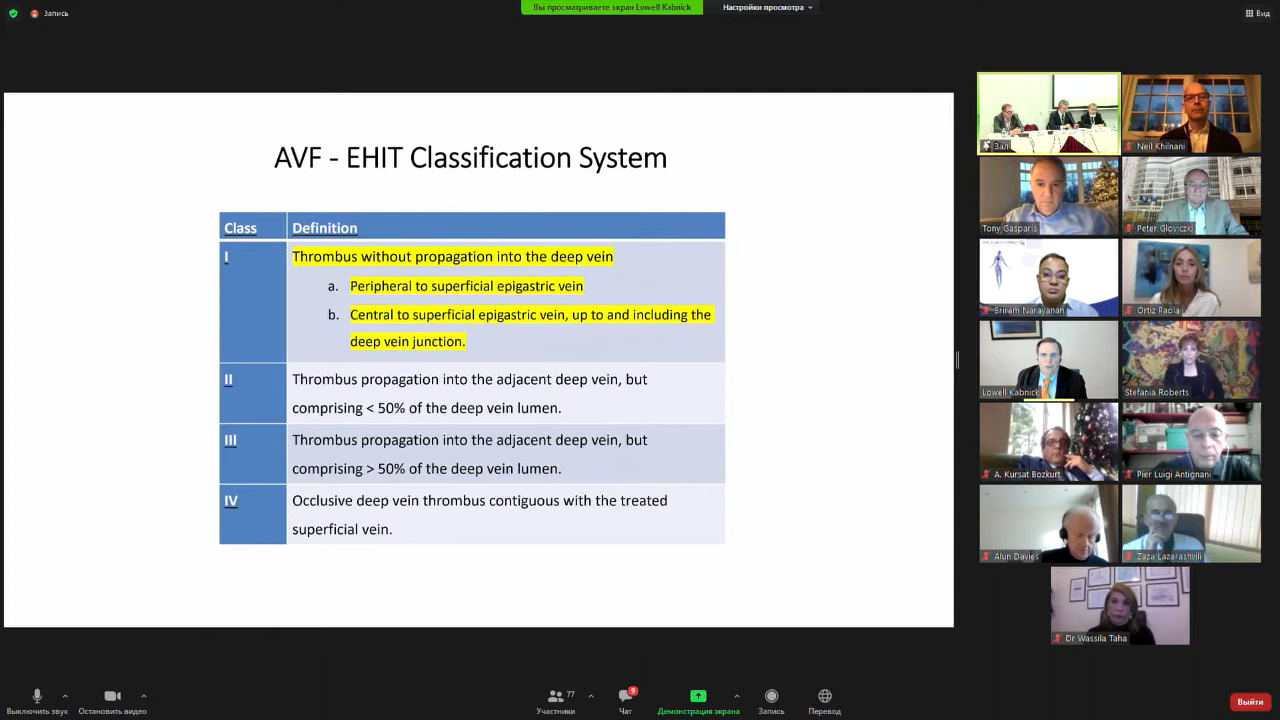 Запись
Вы просматриваете экран Lowell Kabnick
Настройки просмотра
Вид
AVF - EHIT Classification System
Class
Definition
I
Thrombus without propagation into the deep vein
a. Peripheral to superficial epigastric vein
b. Central to superficial epigastric vein, up to and including the
deep vein junction.
II
Thrombus propagation into the adjacent deep vein, but
comprising < 50% of the deep vein lumen.
III
Thrombus propagation into the adjacent deep vein, but
comprising > 50% of the deep vein lumen.
IV
Occlusive deep vein thrombus contiguous with the treated
superficial vein.
Зал
Neil Khilnani
Tony Gasparis
Peter Gloviczki
Sriram Narayanan
Ortiz Paola
Lowell Kabnick
Stefania Roberts
A. Kursat Bozkurt
Pier Luigi Antignani
Alun Davies
Zaza Lazarashvili
Dr Wassila Taha
Выключить звук
Остановить видео
77
Участники
9
Чат
Демонстрация экрана
Запись
Перевод
Выйти